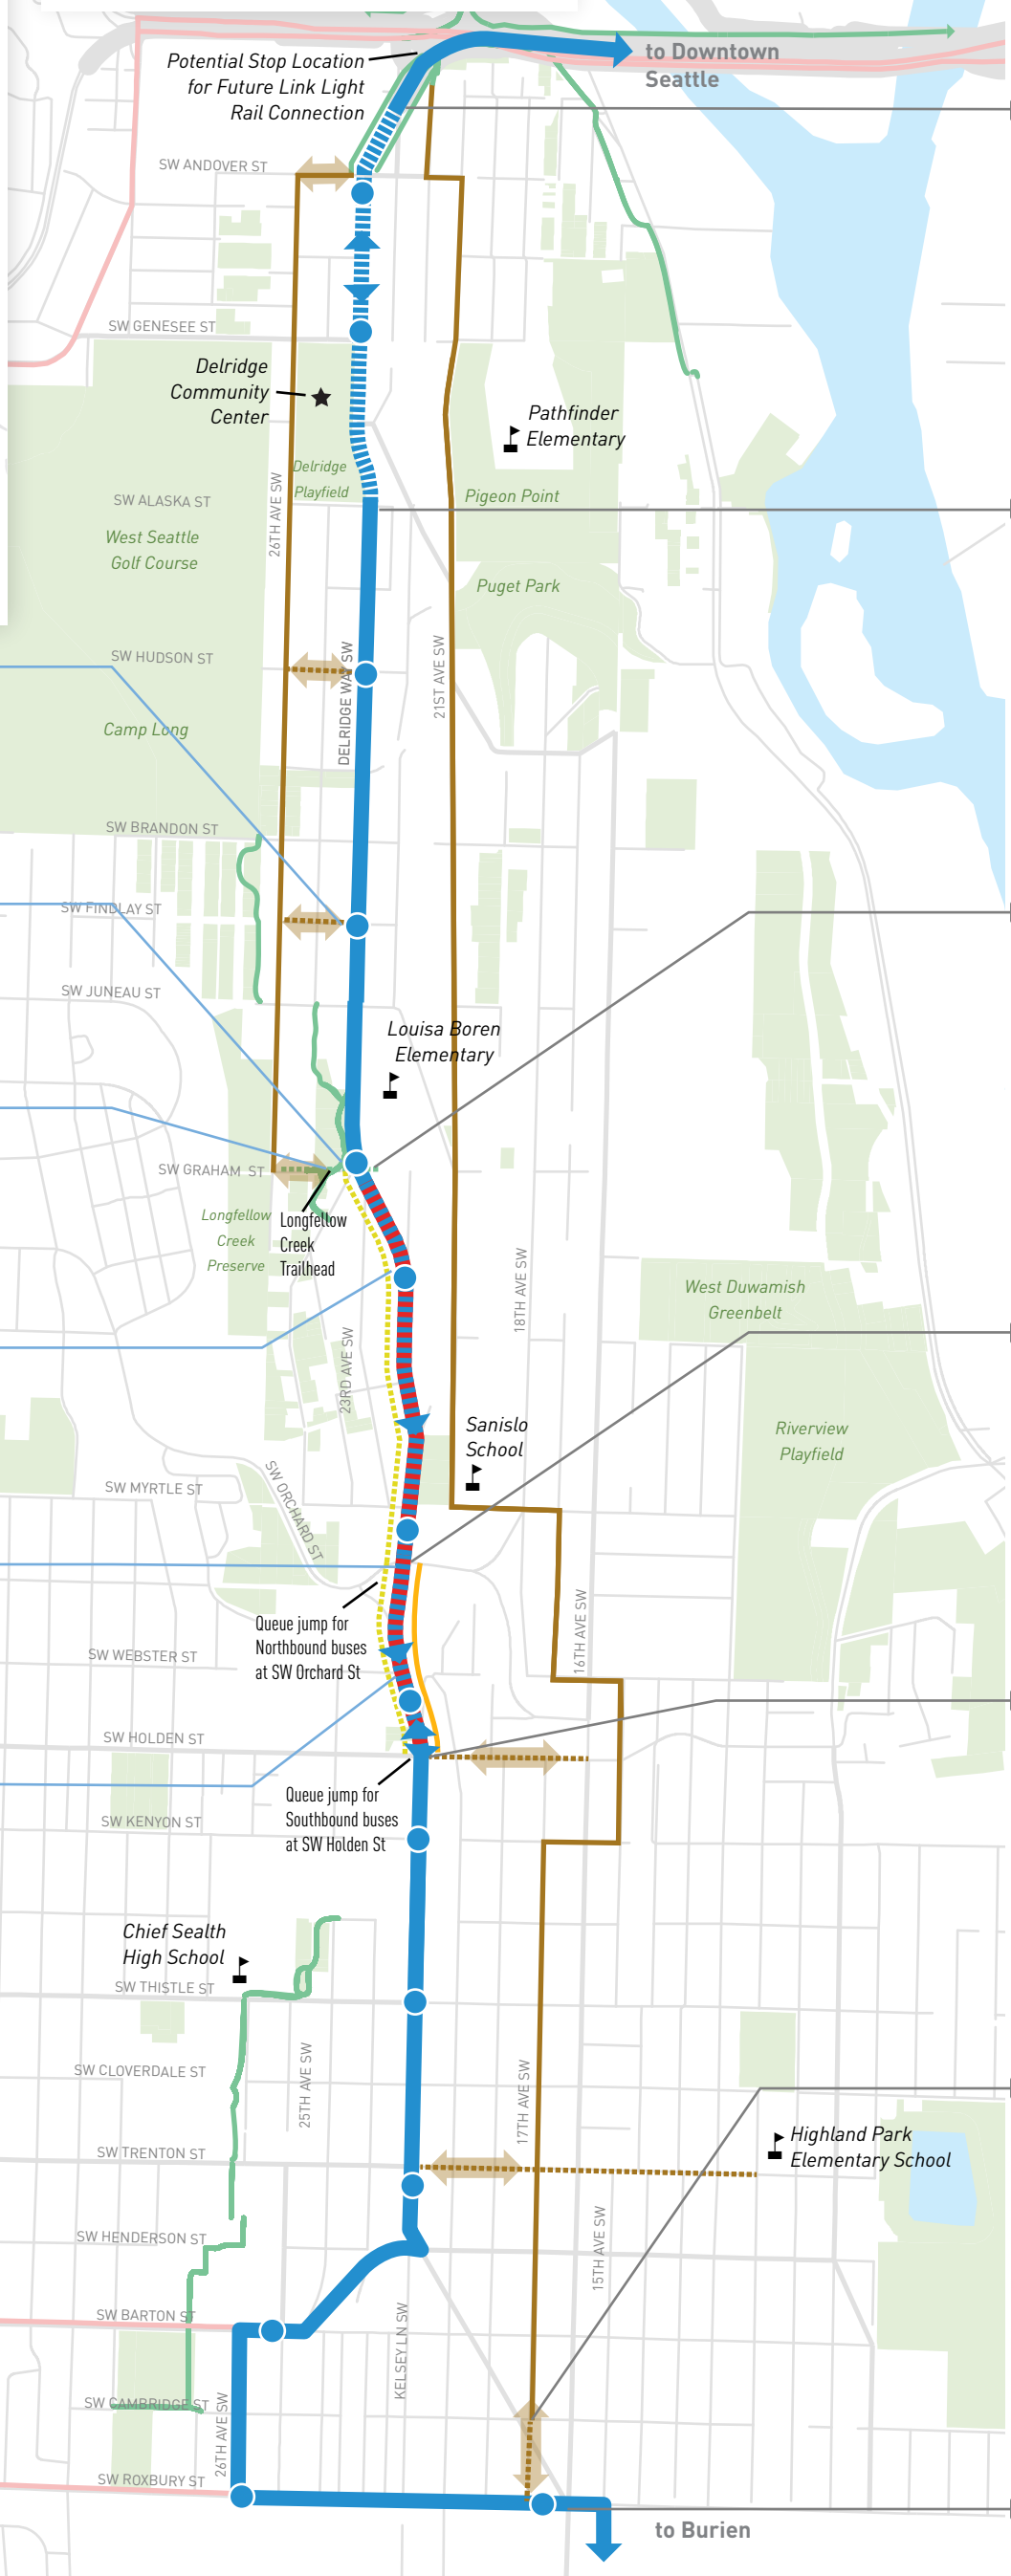 Potential Stop Location
for Future Link Light
Rail Connection
to Downtown
Seattle
SW ANDOVER ST
SW GENESEE ST
Delridge
Community
Center
Pathfinder
Elementary
Delridge
Playfield
26TH AVE SW
SW ALASKA ST
Pigeon Point
West Seattle
Golf Course
Puget Park
SW HUDSON ST
DELRIDGE WAY SW
21ST AVE SW
Camp Long
SW BRANDON ST
SW FINDLAY ST
SW JUNEAU ST
Louisa Boren
Elementary
SW GRAHAM ST
Longfellow
Creek
Preserve
Longfellow
Creek
Trailhead
18TH AVE SW
West Duwamish
Greenbelt
23RD AVE SW
Sanislo
School
Riverview
Playfield
SW MYRTLE ST
SW ORCHARD ST
Queue jump for
Northbound buses
at SW Orchard St
16TH AVE SW
SW WEBSTER ST
SW HOLDEN ST
Queue jump for
Southbound buses
at SW Holden St
SW KENYON ST
Chief Sealth
High School
SW THISTLE ST
SW CLOVERDALE ST
25TH AVE SW
17TH AVE SW
SW TRENTON ST
Highland Park
Elementary School
SW HENDERSON ST
15TH AVE SW
SW BARTON ST
KELSEY LN SW
SW CAMBRIDGE ST
26TH AVE SW
SW ROXBURY ST
to Burien